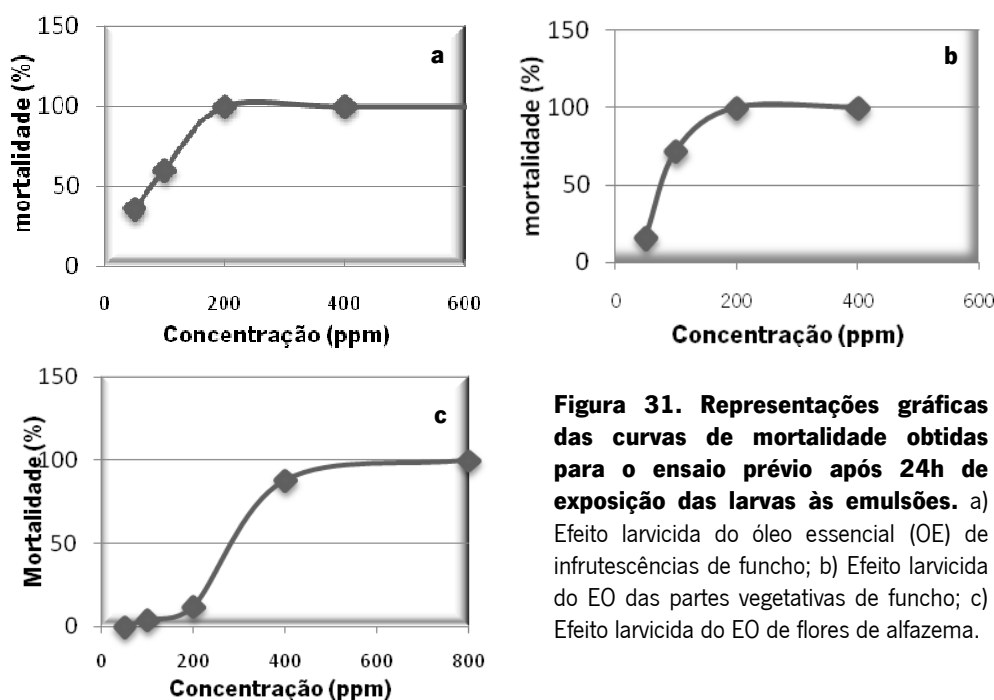 150
a
100
50
0
mortalidade (%)
0 200 400 600
Concentração (ppm)
150
b
100
50
0
mortalidade (%)
0 200 400 600
Concentração (ppm)
150
c
100
50
0
Mortalidade (%)
0 200 400 600 800
Concentração (ppm)
Figura 31. Representações gráficas
das curvas de mortalidade obtidas
para o ensaio prévio após 24h de
exposição das larvas às emulsões. a)
Efeito larvicida do óleo essencial (OE) de
infrutescências de funcho; b) Efeito larvicida
do EO das partes vegetativas de funcho; c)
Efeito larvicida do EO de flores de alfazema.